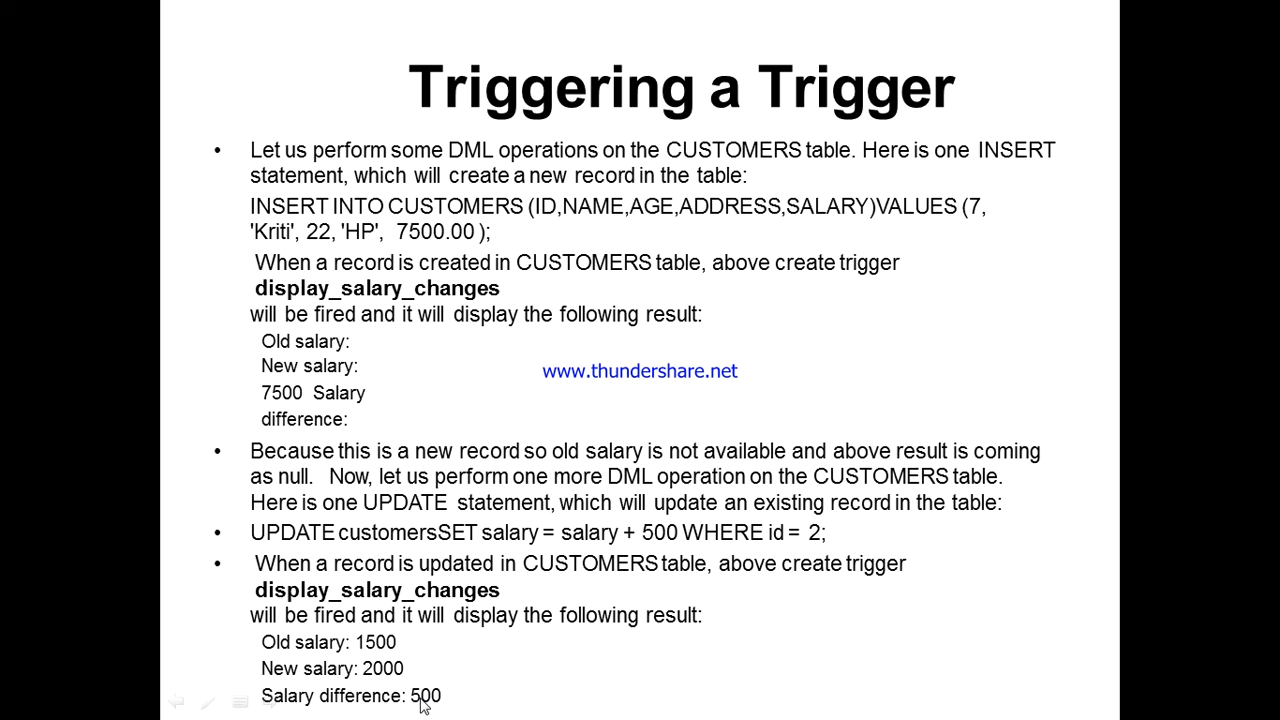 Triggering a Trigger
• Let us perform some DML operations on the CUSTOMERS table. Here is one INSERT
statement, which will create a new record in the table:
INSERT INTO CUSTOMERS (ID,NAME,AGE,ADDRESS,SALARY)VALUES (7,
'Kriti', 22, 'HP', 7500.00 );
When a record is created in CUSTOMERS table, above create trigger
display_salary_changes
will be fired and it will display the following result:
Old salary:
New salary:
7500 Salary
difference:
www.thundershare.net
• Because this is a new record so old salary is not available and above result is coming
as null. Now, let us perform one more DML operation on the CUSTOMERS table.
Here is one UPDATE statement, which will update an existing record in the table:
• UPDATE customersSET salary = salary + 500 WHERE id = 2;
• When a record is updated in CUSTOMERS table, above create trigger
display_salary_changes
will be fired and it will display the following result:
Old salary: 1500
New salary: 2000
Salary difference: 500